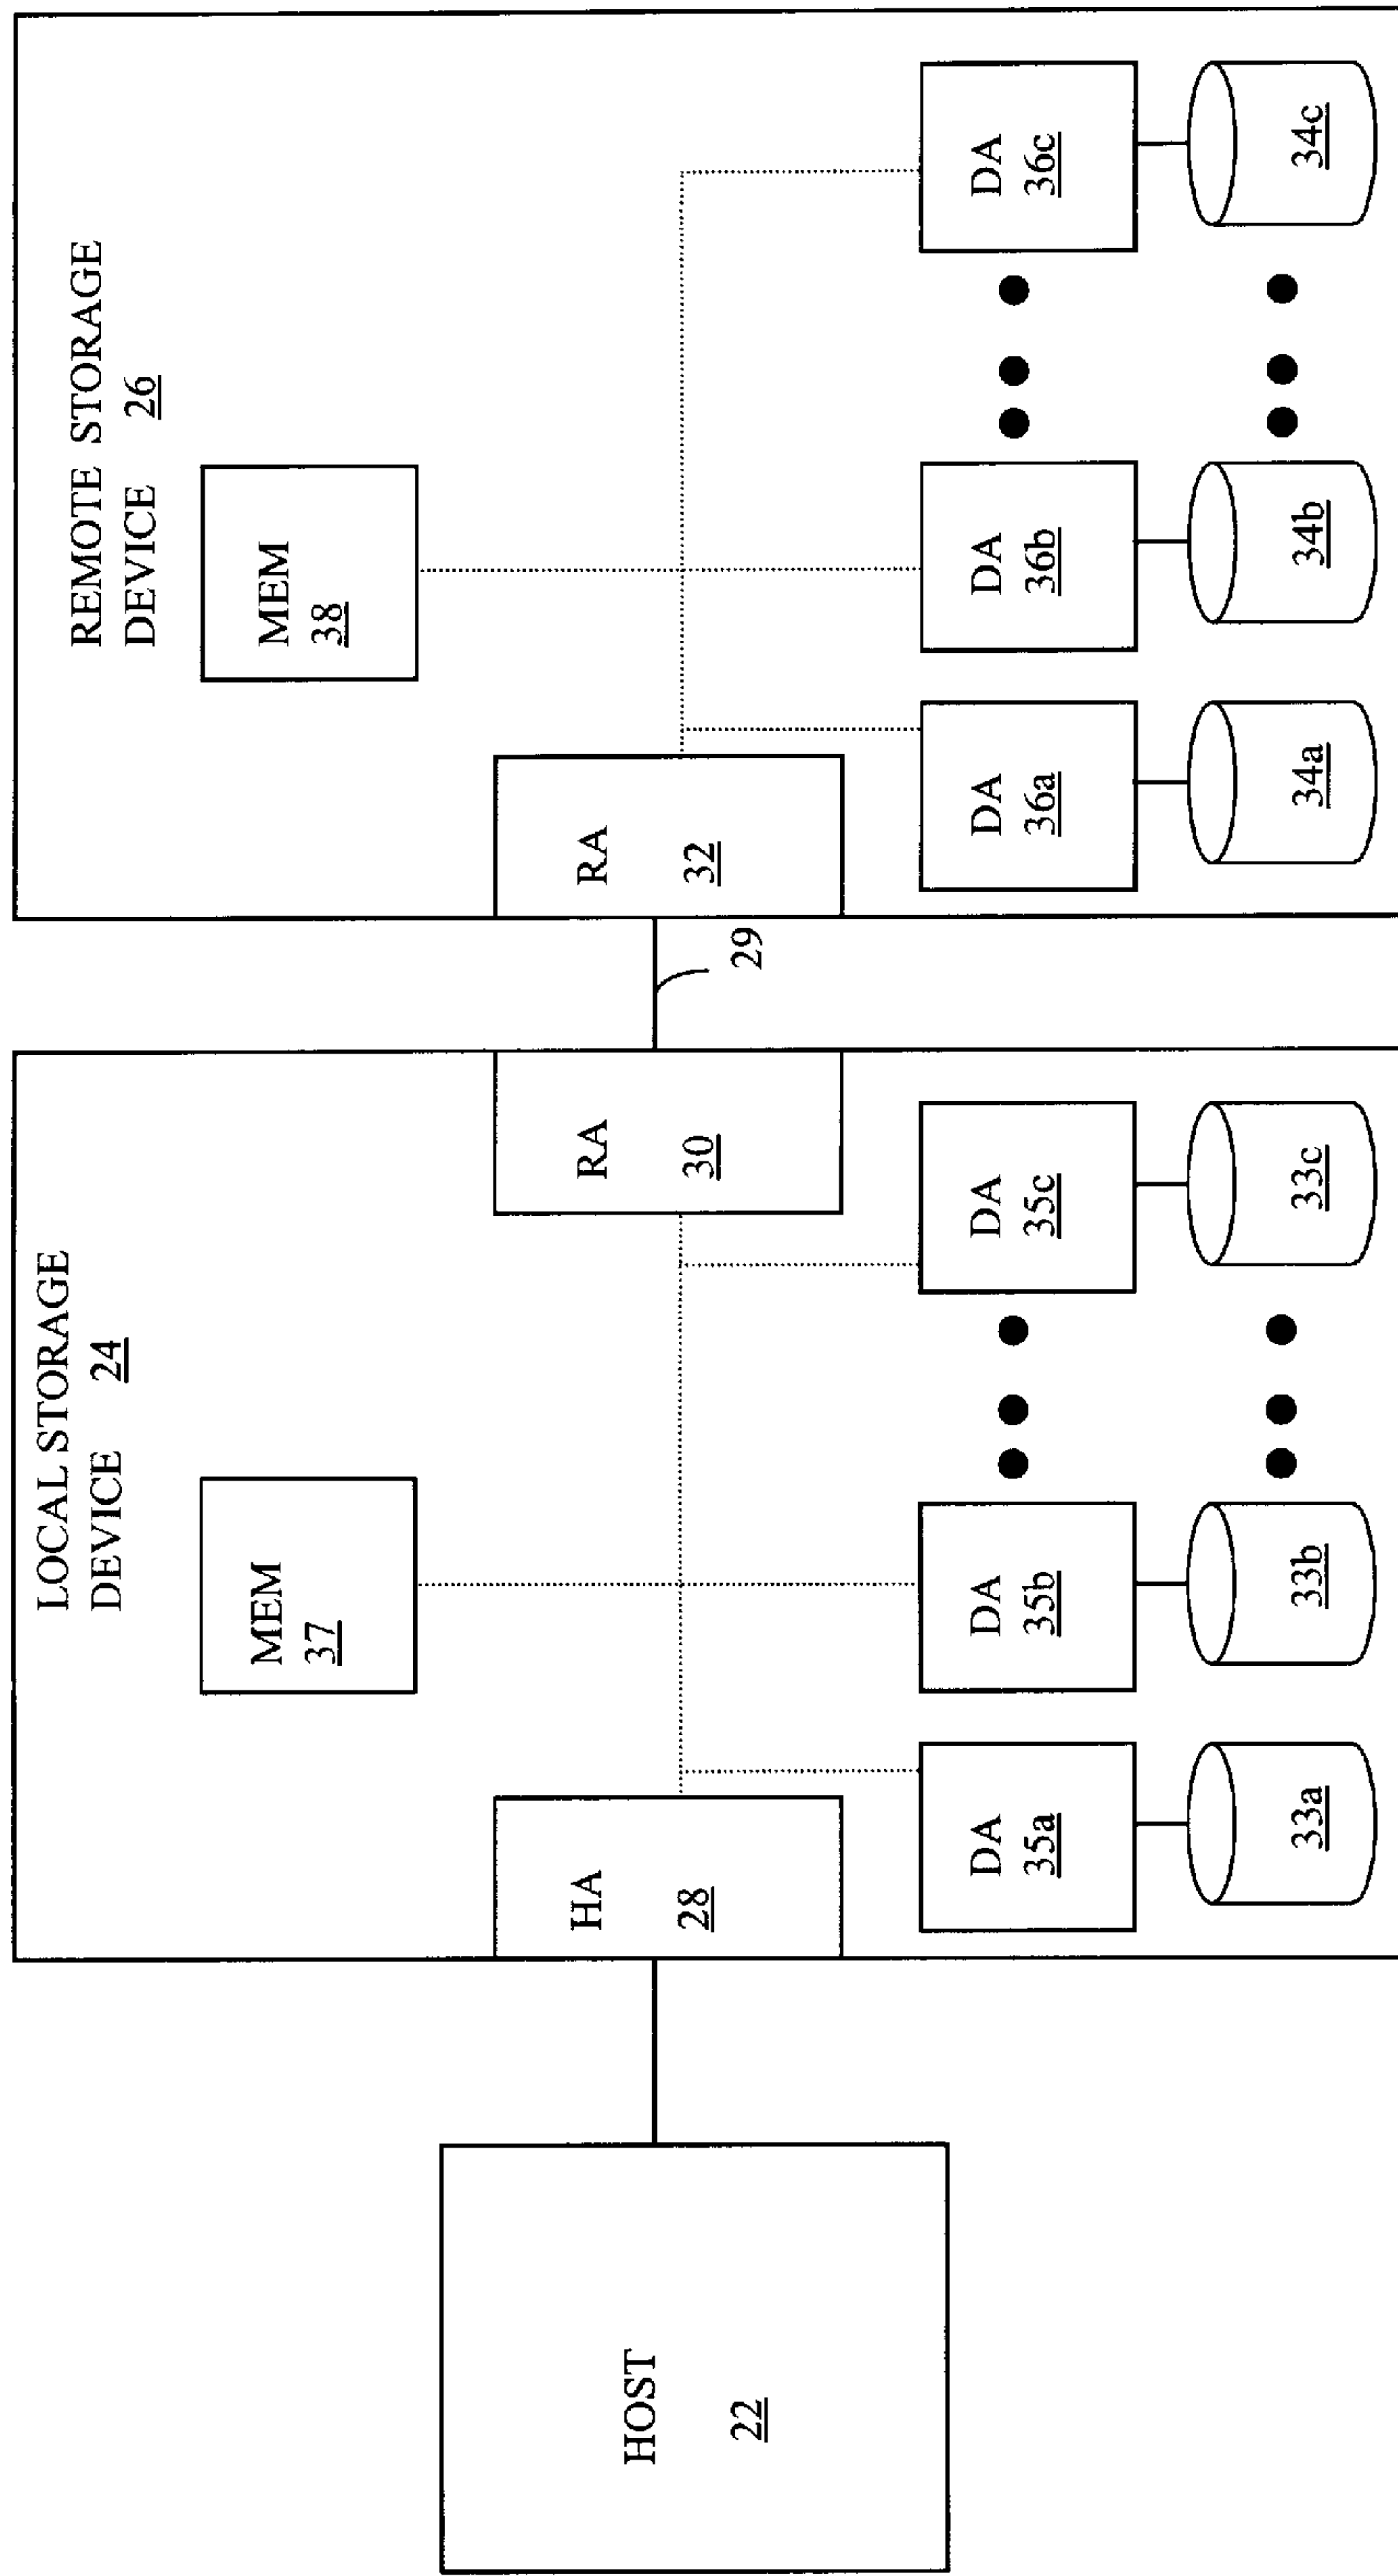 HOST
22
LOCAL STORAGE
DEVICE 24
MEM
37
HA
28
RA
30
DA
35a
DA
35b
DA
35c
33a
33b
33c
29
REMOTE STORAGE
DEVICE 26
MEM
38
RA
32
DA
36a
DA
36b
DA
36c
34a
34b
34c